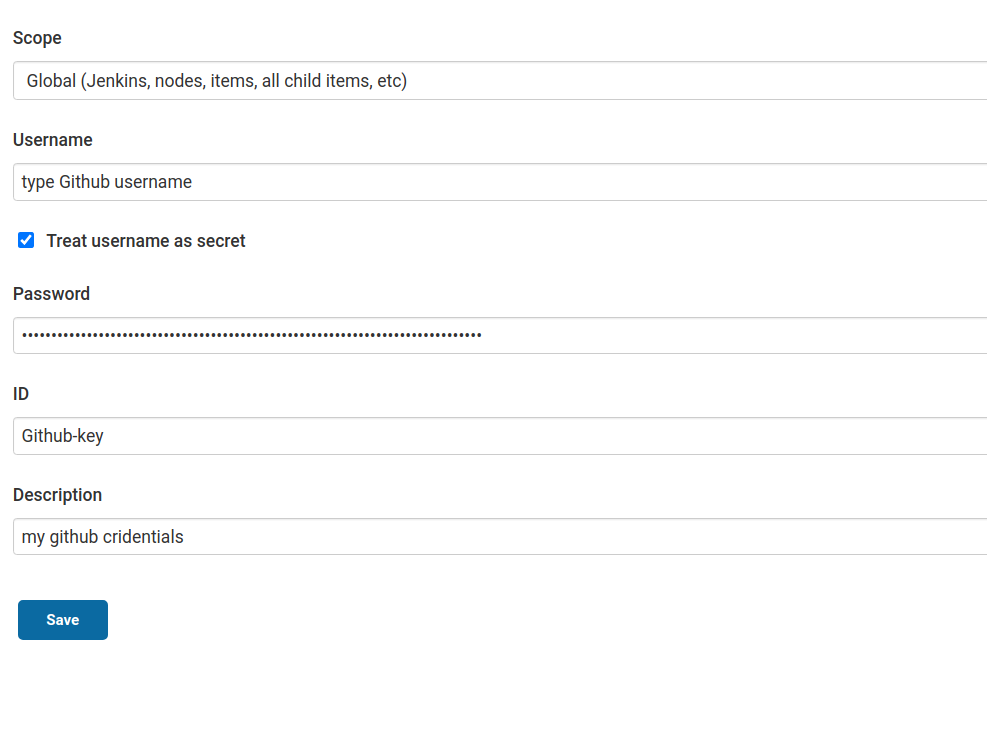 Scope
Global (Jenkins, nodes, items, all child items, etc)
Username
type Github username
Treat username as secret
Password
••••••••••••••••••••••••••••••••••••••••••••••••••••••••••••••••••••••••••••••
ID
Github-key
Description
my github cridentials
Save